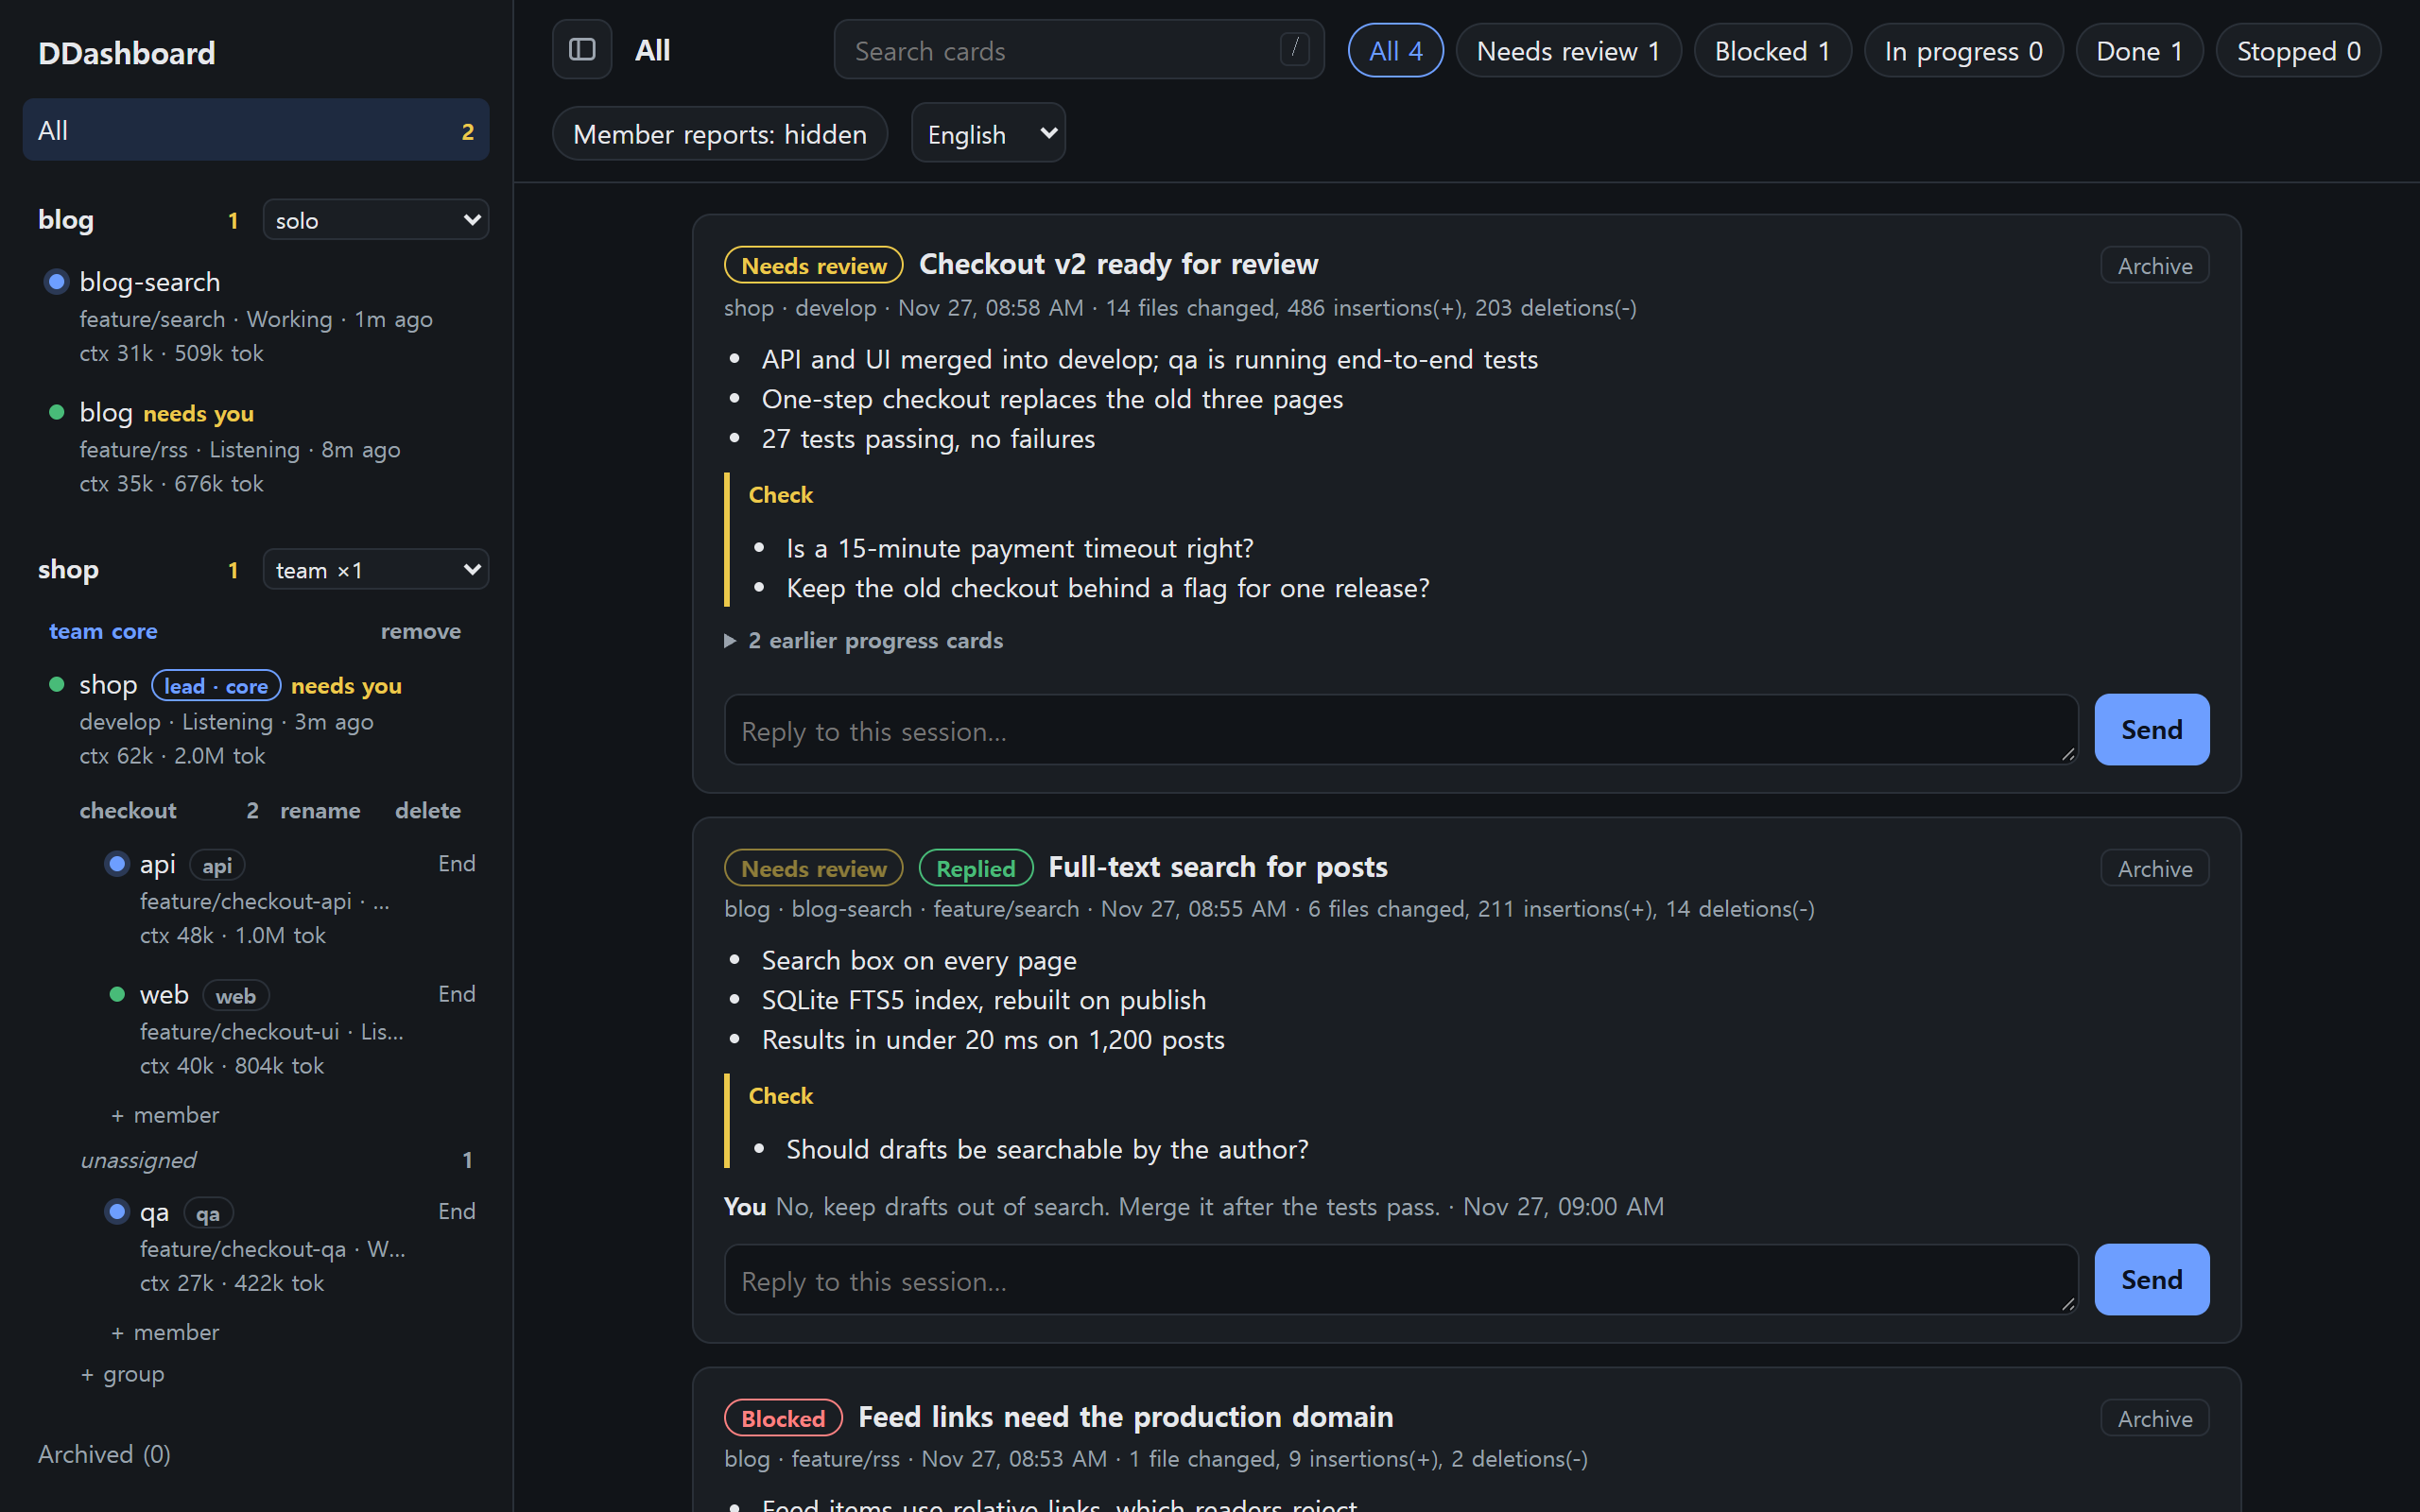 DDashboard
All 2
blog 1 solo
blog-search
feature/search · Working · 1m ago
ctx 31k · 509k tok
blog needs you
feature/rss · Listening · 8m ago
ctx 35k · 676k tok
shop 1 team ×1
team core remove
shop lead · core needs you
develop · Listening · 3m ago
ctx 62k · 2.0M tok
checkout 2 rename delete
api api End
feature/checkout-api · ...
ctx 48k · 1.0M tok
web web End
feature/checkout-ui · Lis...
ctx 40k · 804k tok
+ member
unassigned 1
qa qa End
feature/checkout-qa · W...
ctx 27k · 422k tok
+ member
+ group
Archived (0)
All Search cards / All 4 Needs review 1 Blocked 1 In progress 0 Done 1 Stopped 0
Member reports: hidden English
Needs review Checkout v2 ready for review Archive
shop · develop · Nov 27, 08:58 AM · 14 files changed, 486 insertions(+), 203 deletions(-)
• API and UI merged into develop; qa is running end-to-end tests
• One-step checkout replaces the old three pages
• 27 tests passing, no failures
Check
• Is a 15-minute payment timeout right?
• Keep the old checkout behind a flag for one release?
▶ 2 earlier progress cards
Reply to this session... Send
Needs review Replied Full-text search for posts Archive
blog · blog-search · feature/search · Nov 27, 08:55 AM · 6 files changed, 211 insertions(+), 14 deletions(-)
• Search box on every page
• SQLite FTS5 index, rebuilt on publish
• Results in under 20 ms on 1,200 posts
Check
• Should drafts be searchable by the author?
You No, keep drafts out of search. Merge it after the tests pass. · Nov 27, 09:00 AM
Reply to this session... Send
Blocked Feed links need the production domain Archive
blog · feature/rss · Nov 27, 08:53 AM · 1 file changed, 9 insertions(+), 2 deletions(-)
• Feed items use relative links, which readers reject